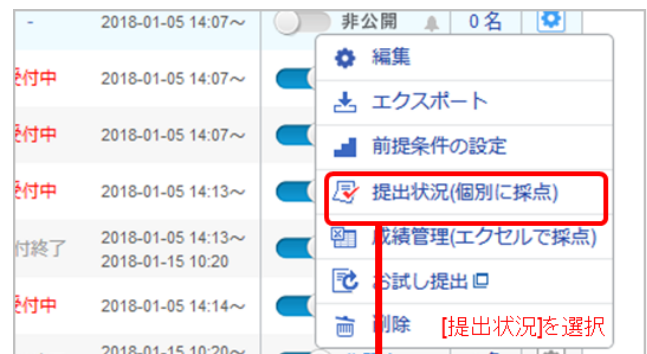 - 2018-01-05 14:07～ 非公開 0名
編集
受付中 2018-01-05 14:07～
エクスポート
受付中 2018-01-05 14:07～
前提条件の設定
受付中 2018-01-05 14:13～
提出状況(個別に採点)
付終了 2018-01-05 14:13～
2018-01-15 10:20
成績管理(エクセルで採点)
お試し提出
受付中 2018-01-05 14:14～
削除 [提出状況]を選択
2018-01-15 10:20～